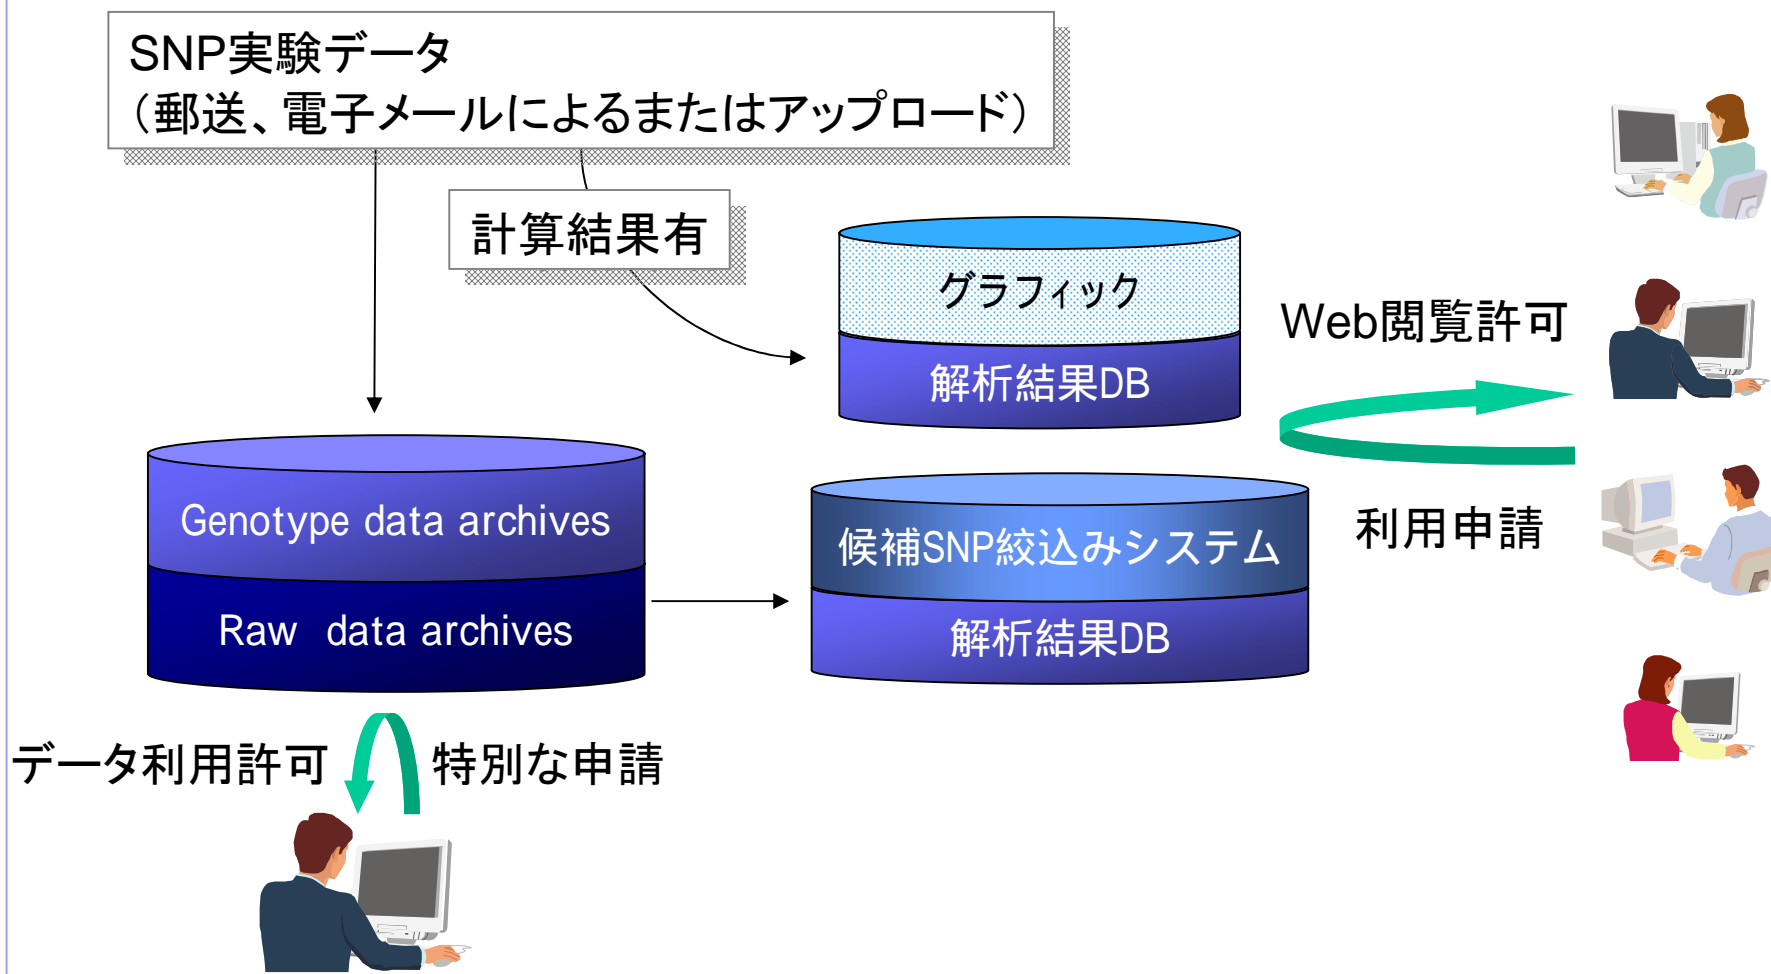 SNP実験データ
（郵送、電子メールによるまたはアップロード）
計算結果有
グラフィック
解析結果DB
Web閲覧許可
利用申請
Genotype data archives
Raw data archives
候補SNP絞込みシステム
解析結果DB
データ利用許可
特別な申請